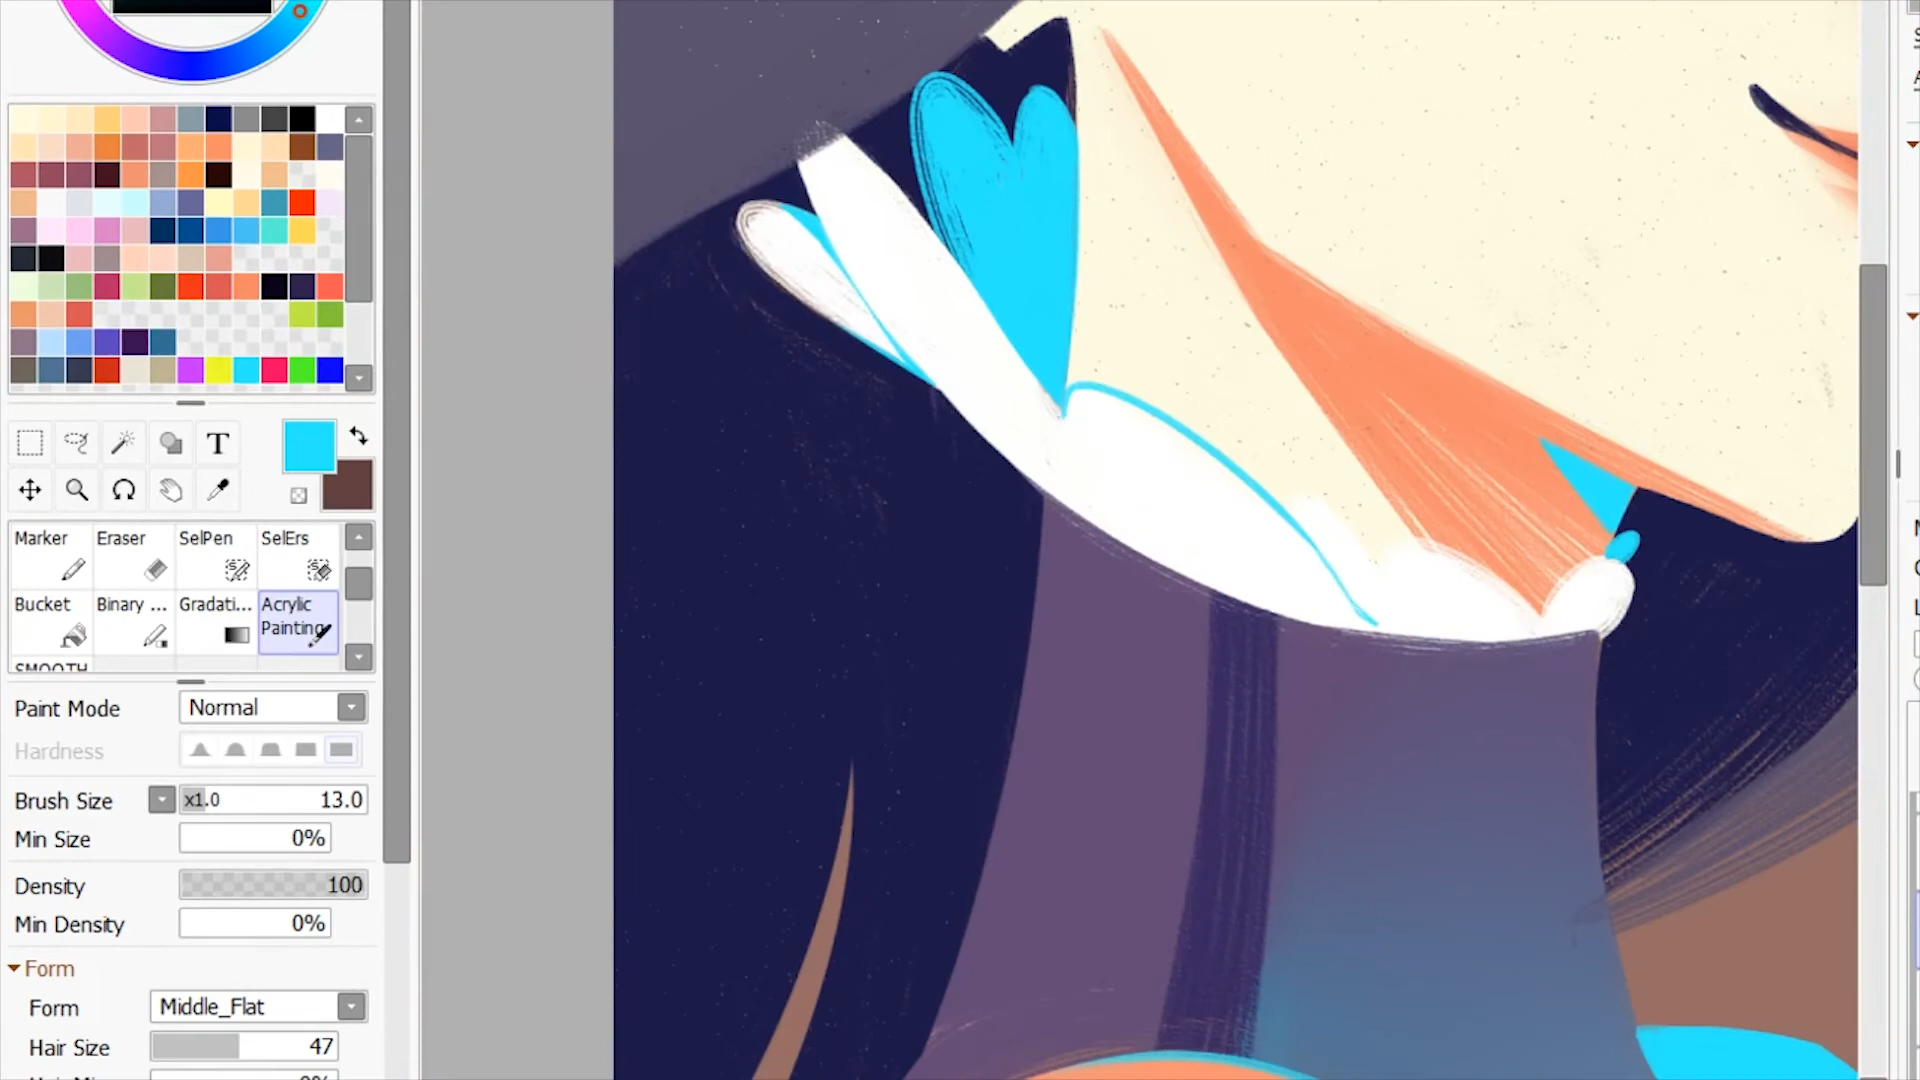 T
Marker Eraser SelPen SelErs
Bucket Binary ... Gradati... Acrylic Painting
SMOOTH
Paint Mode Normal
Hardness
Brush Size x1.0 13.0
Min Size 0%
Density 100
Min Density 0%
Form
Form Middle_Flat
Hair Size 47